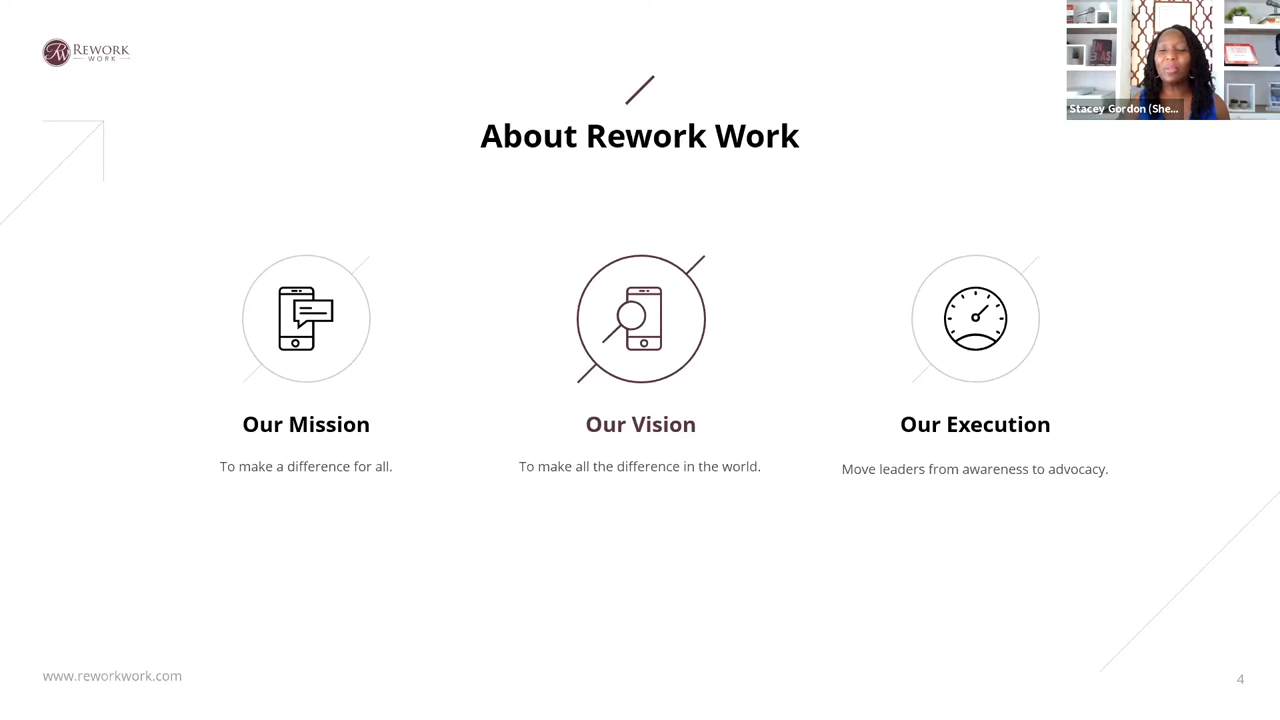 REWORK
WORK
Stacey Gordon (She...
About Rework Work
Our Mission
Our Vision
Our Execution
To make a difference for all.
To make all the difference in the world.
Move leaders from awareness to advocacy.
www.reworkwork.com
4